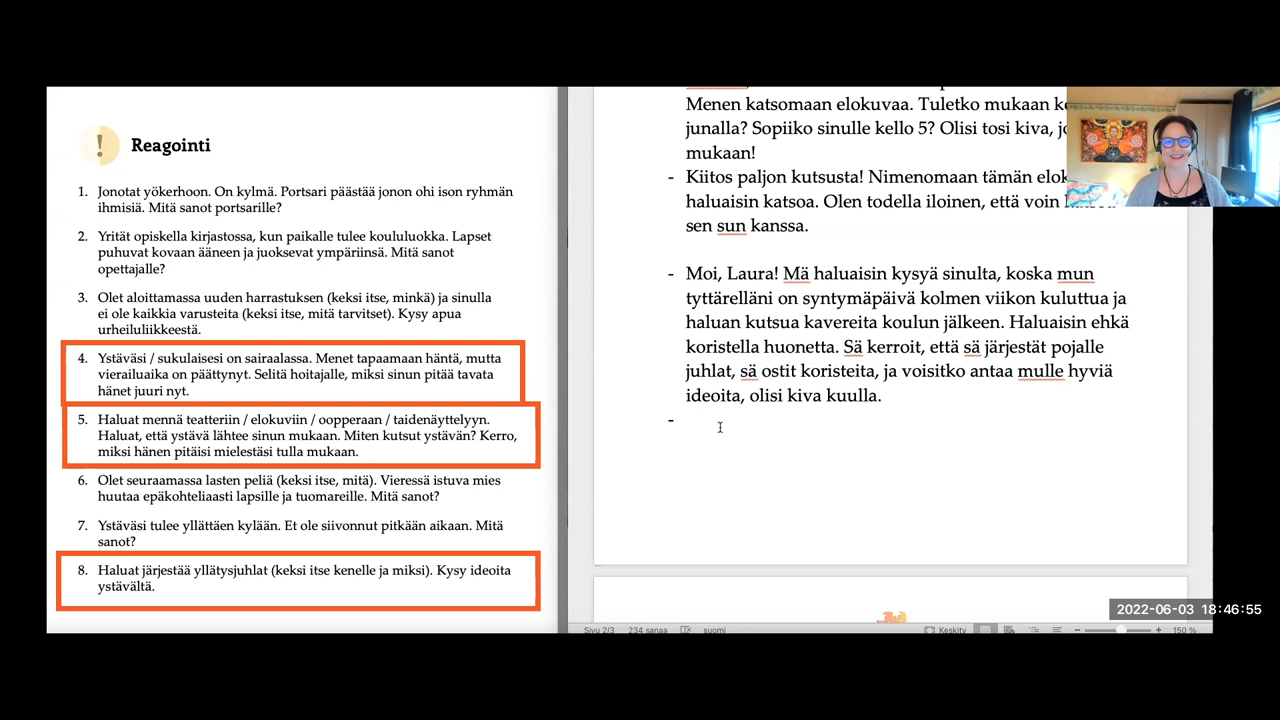 Reagointi
1. Jonotat yökerhoon. On kylmä. Portsari päästää jonon ohi ison ryhmän
ihmisiä. Mitä sanot portsarille?
2. Yrität opiskella kirjastossa, kun paikalle tulee koululuokka. Lapset
puhuvat kovaan ääneen ja juoksevat ympäriinsä. Mitä sanot
opettajalle?
3. Olet aloittamassa uuden harrastuksen (keksi itse, minkä) ja sinulla
ei ole kaikkia varusteita (keksi itse, mitä tarvitset). Kysy apua
urheiluliikkeestä.
4. Ystäväsi / sukulaisesi on sairaalassa. Menet tapaamaan häntä, mutta
vierailuaika on päättynyt. Selitä hoitajalle, miksi sinun pitää tavata
hänet juuri nyt.
5. Haluat mennä teatteriin / elokuviin / oopperaan / taidenäyttelyyn.
Haluat, että ystävä lähtee sinun mukaan. Miten kutsut ystävän? Kerro,
miksi hänen pitäisi mielestäsi tulla mukaan.
6. Olet seuraamassa lasten peliä (keksi itse, mitä). Vieressä istuva mies
huutaa epäkohteliaasti lapsille ja tuomareille. Mitä sanot?
7. Ystäväsi tulee yllättäen kylään. Et ole siivonnut pitkään aikaan. Mitä
sanot?
8. Haluat järjestää yllätysjuhlat (keksi itse kenelle ja miksi). Kysy ideoita
ystävältä.
Menen katsomaan elokuvaa. Tuletko mukaan
junalla? Sopiiko sinulle kello 5? Olisi tosi kiva,
mukaan!
- Kiitos paljon kutsusta! Nimenomaan tämän
haluaisin katsoa. Olen todella iloinen, että voin
sen sun kanssa.
- Moi, Laura! Mä haluaisin kysyä sinulta, koska mun
tyttärelläni on syntymäpäivä kolmen viikon kuluttua ja
haluan kutsua kavereita koulun jälkeen. Haluaisin ehkä
koristella huonetta. Sä kerroit, että sä järjestät pojalle
juhlat, sä ostit koristeita, ja voisitko antaa mulle hyviä
ideoita, olisi kiva kuulla.
-
2022-06-03 18:46:55
Sivu 2/3 234 sanaa suomi Keskity 150 %